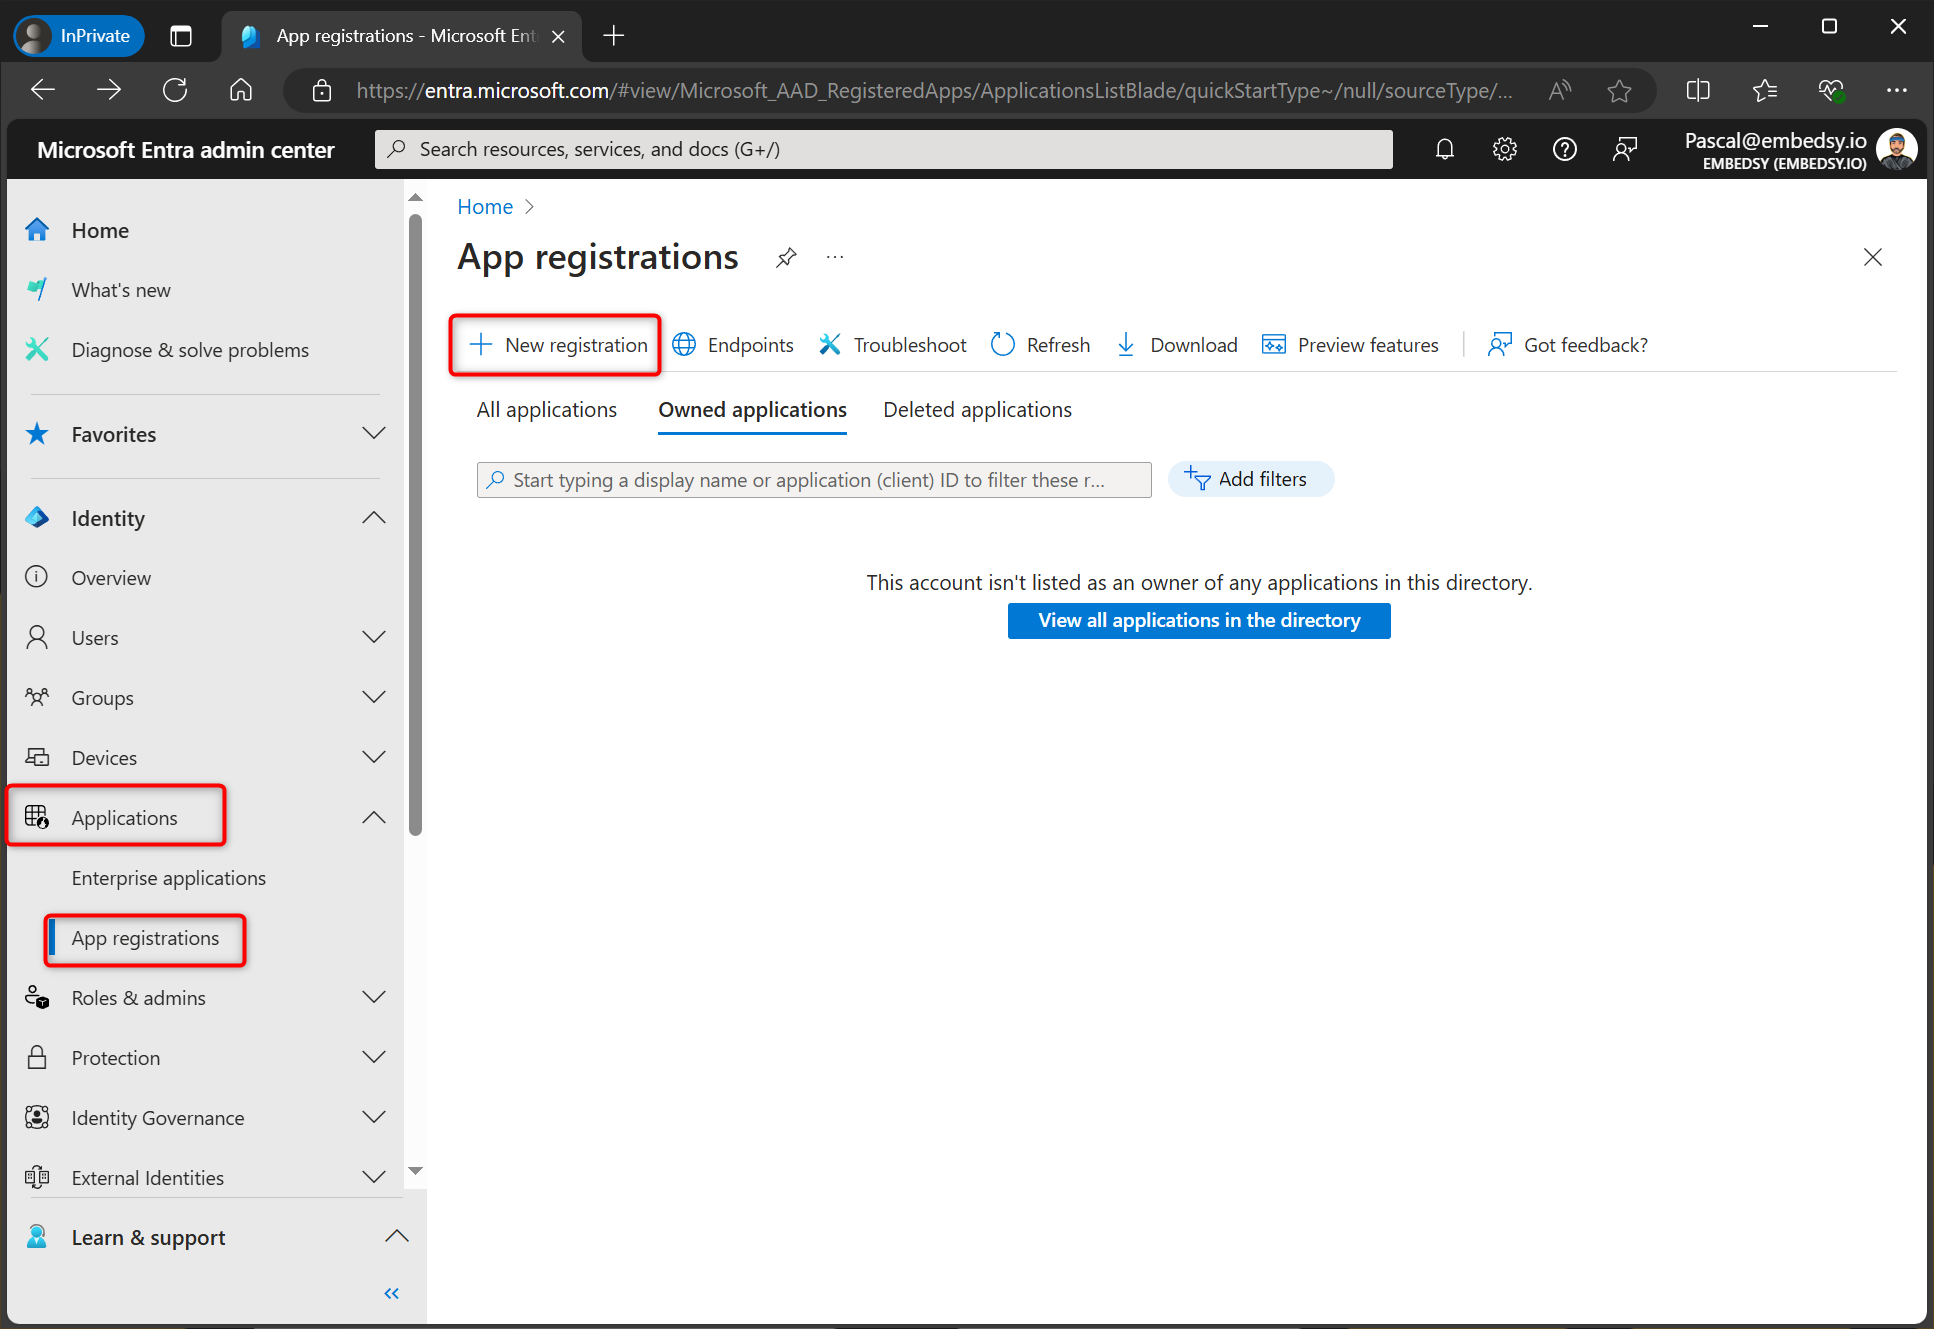 InPrivate
App registrations - Microsoft Ent
https://entra.microsoft.com/#view/Microsoft_AAD_RegisteredApps/ApplicationsListBlade/quickStartType~/null/sourceType/...
Microsoft Entra admin center
Search resources, services, and docs (G+/)
Pascal@embedsy.io
EMBEDSY (EMBEDSY.IO)
Home
What's new
Diagnose & solve problems
Favorites
Identity
Overview
Users
Groups
Devices
Applications
Enterprise applications
App registrations
Roles & admins
Protection
Identity Governance
External Identities
Learn & support
Home
App registrations
New registration
Endpoints
Troubleshoot
Refresh
Download
Preview features
Got feedback?
All applications
Owned applications
Deleted applications
Start typing a display name or application (client) ID to filter these r...
Add filters
This account isn't listed as an owner of any applications in this directory.
View all applications in the directory